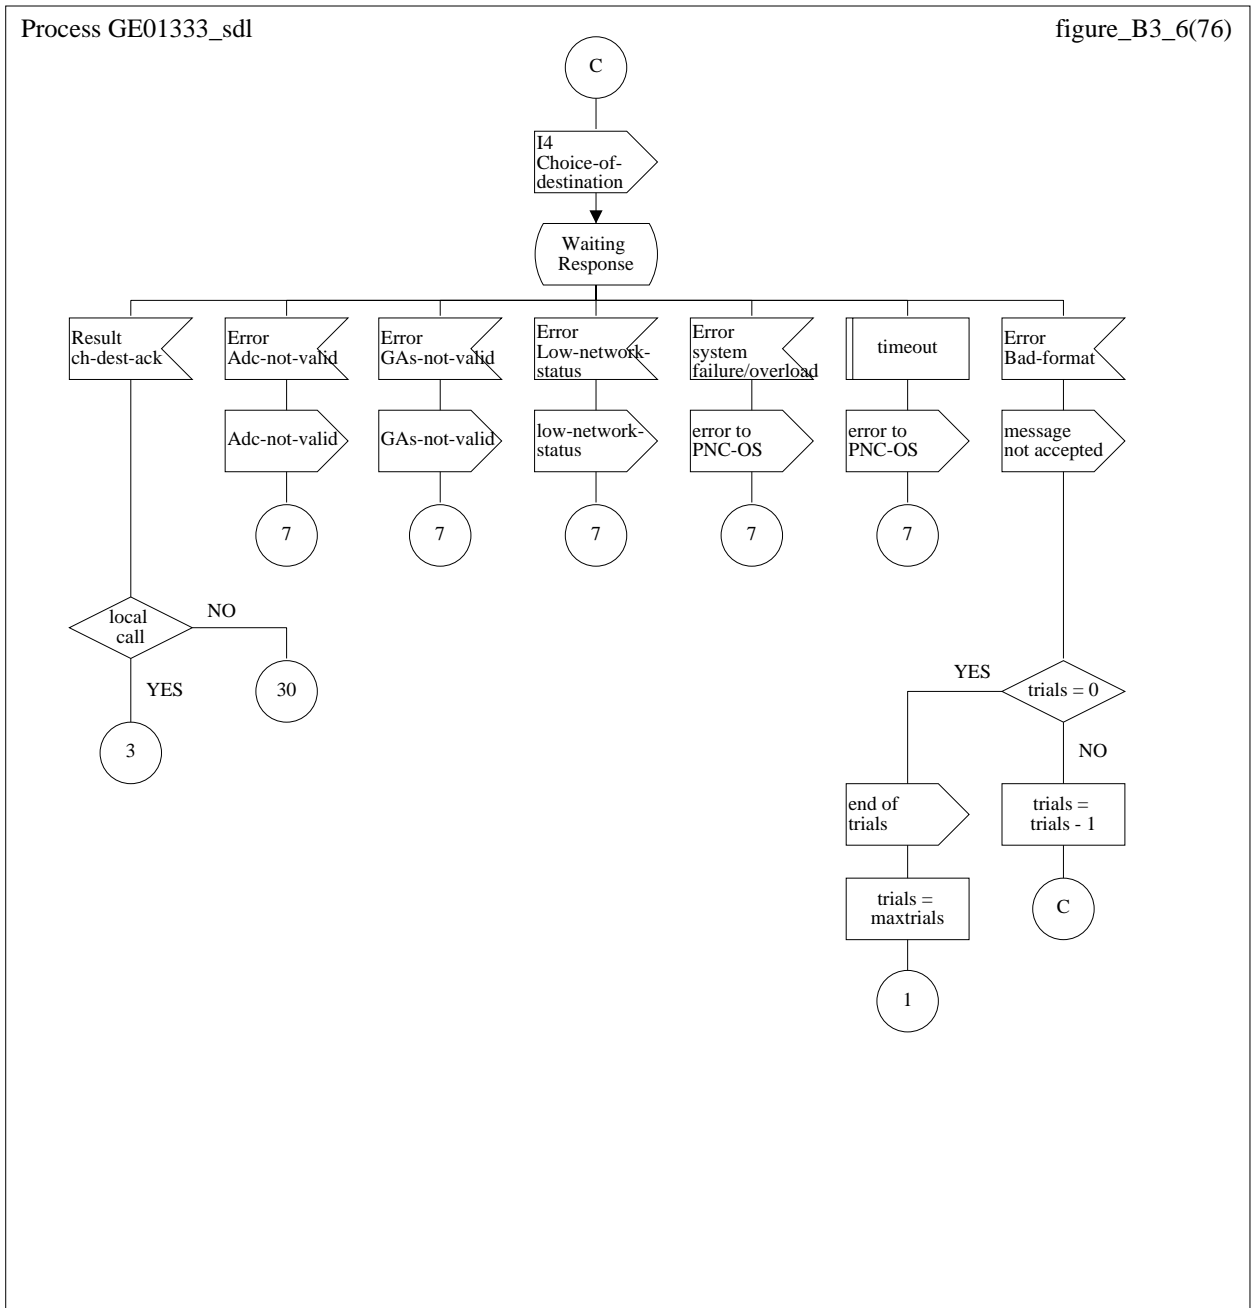 Process GE01333_sdl
figure_B3_6(76)
C
I4
Choice-of-
destination
Waiting
Response
Result
ch-dest-ack
Error
Adc-not-valid
Error
GAs-not-valid
Error
Low-network-
status
Error
system
failure/overload
timeout
Error
Bad-format
Adc-not-valid
GAs-not-valid
low-network-
status
error to
PNC-OS
error to
PNC-OS
message
not accepted
7
7
7
7
7
local
call
NO
YES
30
3
YES
trials = 0
NO
end of
trials
trials =
trials - 1
trials =
maxtrials
C
1